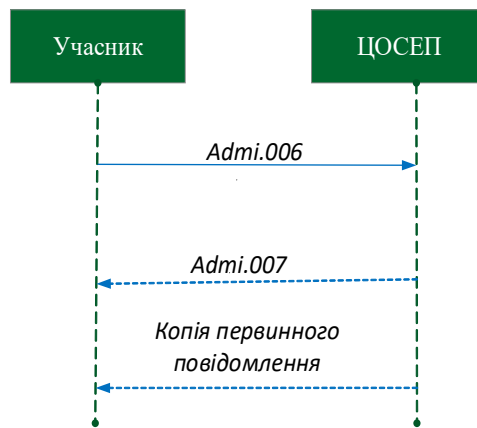 Учасник
ЦОСЕП
Admi.006
Admi.007
Копія первинного
повідомлення